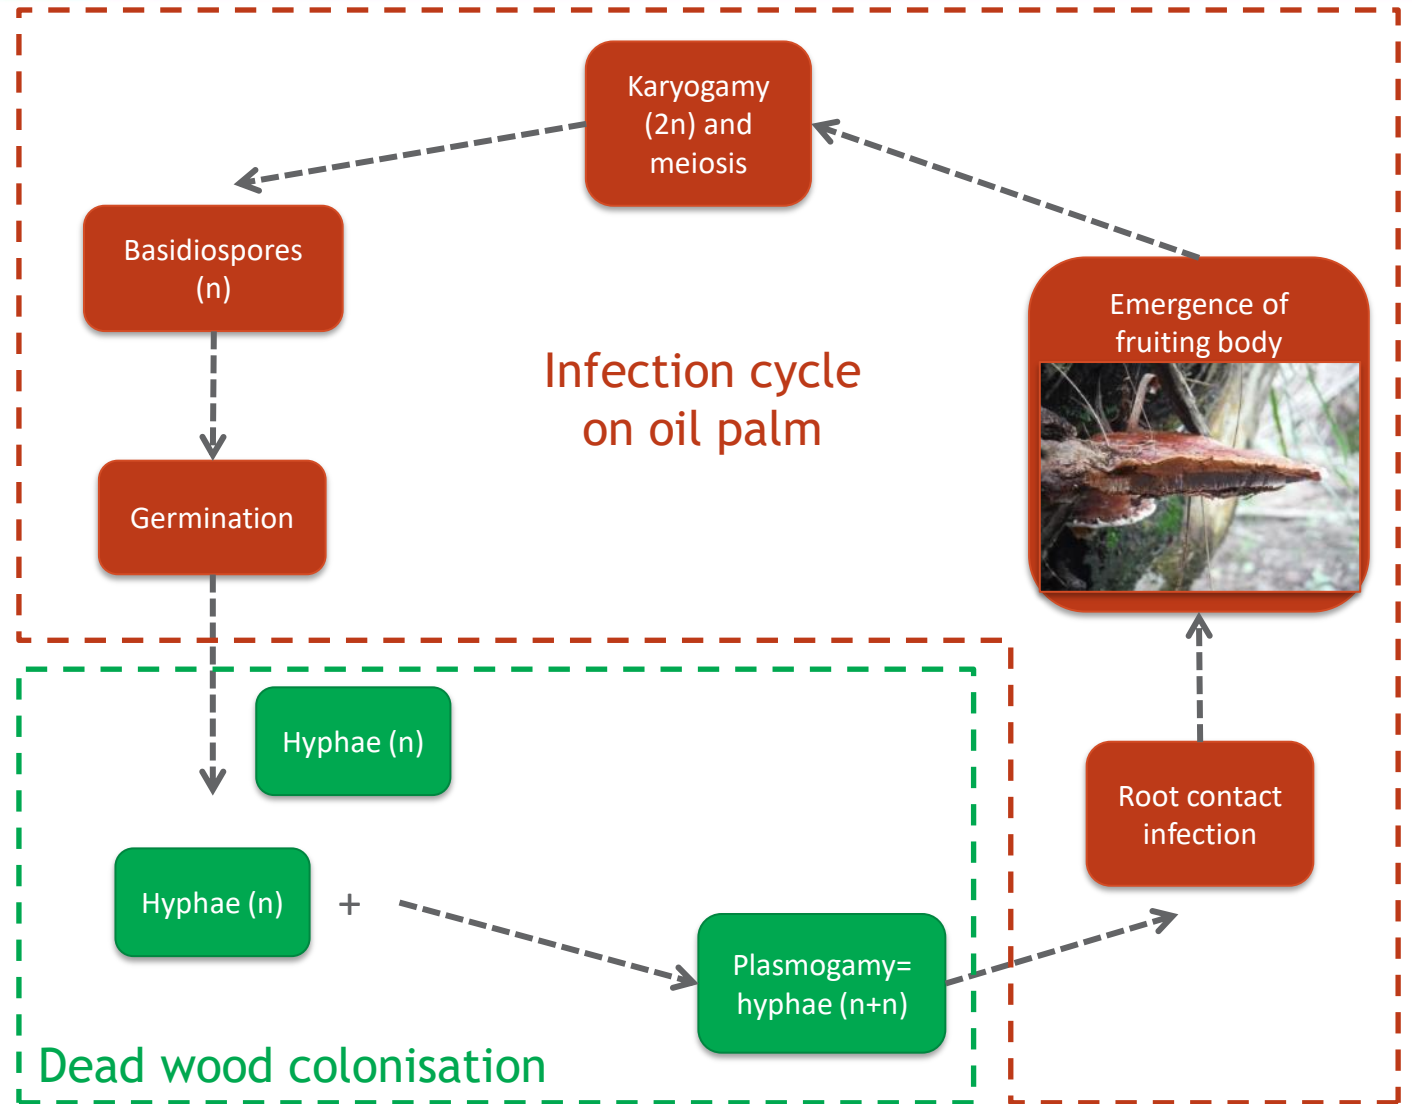 Karyogamy
(2n) and
meiosis
Basidiospores
(n)
Emergence of
fruiting body
Infection cycle
on oil palm
Germination
Hyphae (n)
Root contact
infection
Hyphae (n)
+
Plasmogamy=
hyphae (n+n)
Dead wood colonisation